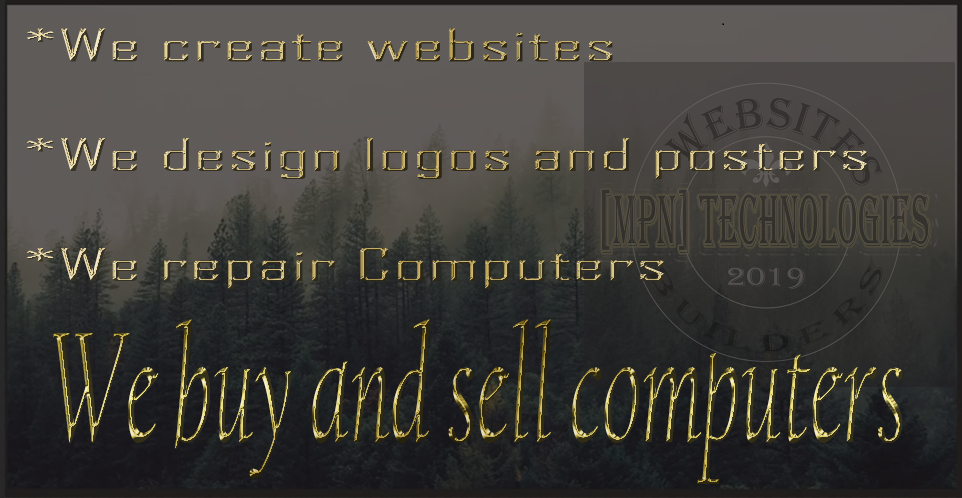 *We create websites
WEBSITES
*We design logos and posters
[MPN] TECHNOLOGIES
*We repair Computers
2019
BUILDERS
We buy and sell computers